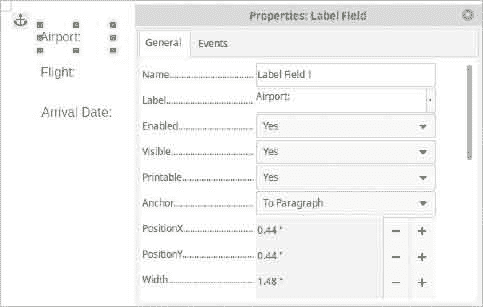 Airport:
Flight:
Arrival Date:
Properties: Label Field
General Events
Name Label Field 1
Label Airport:
Enabled Yes
Visible Yes
Printable Yes
Anchor To Paragraph
PositionX 0.44 "
PositionY 0.44 "
Width 1.48 "